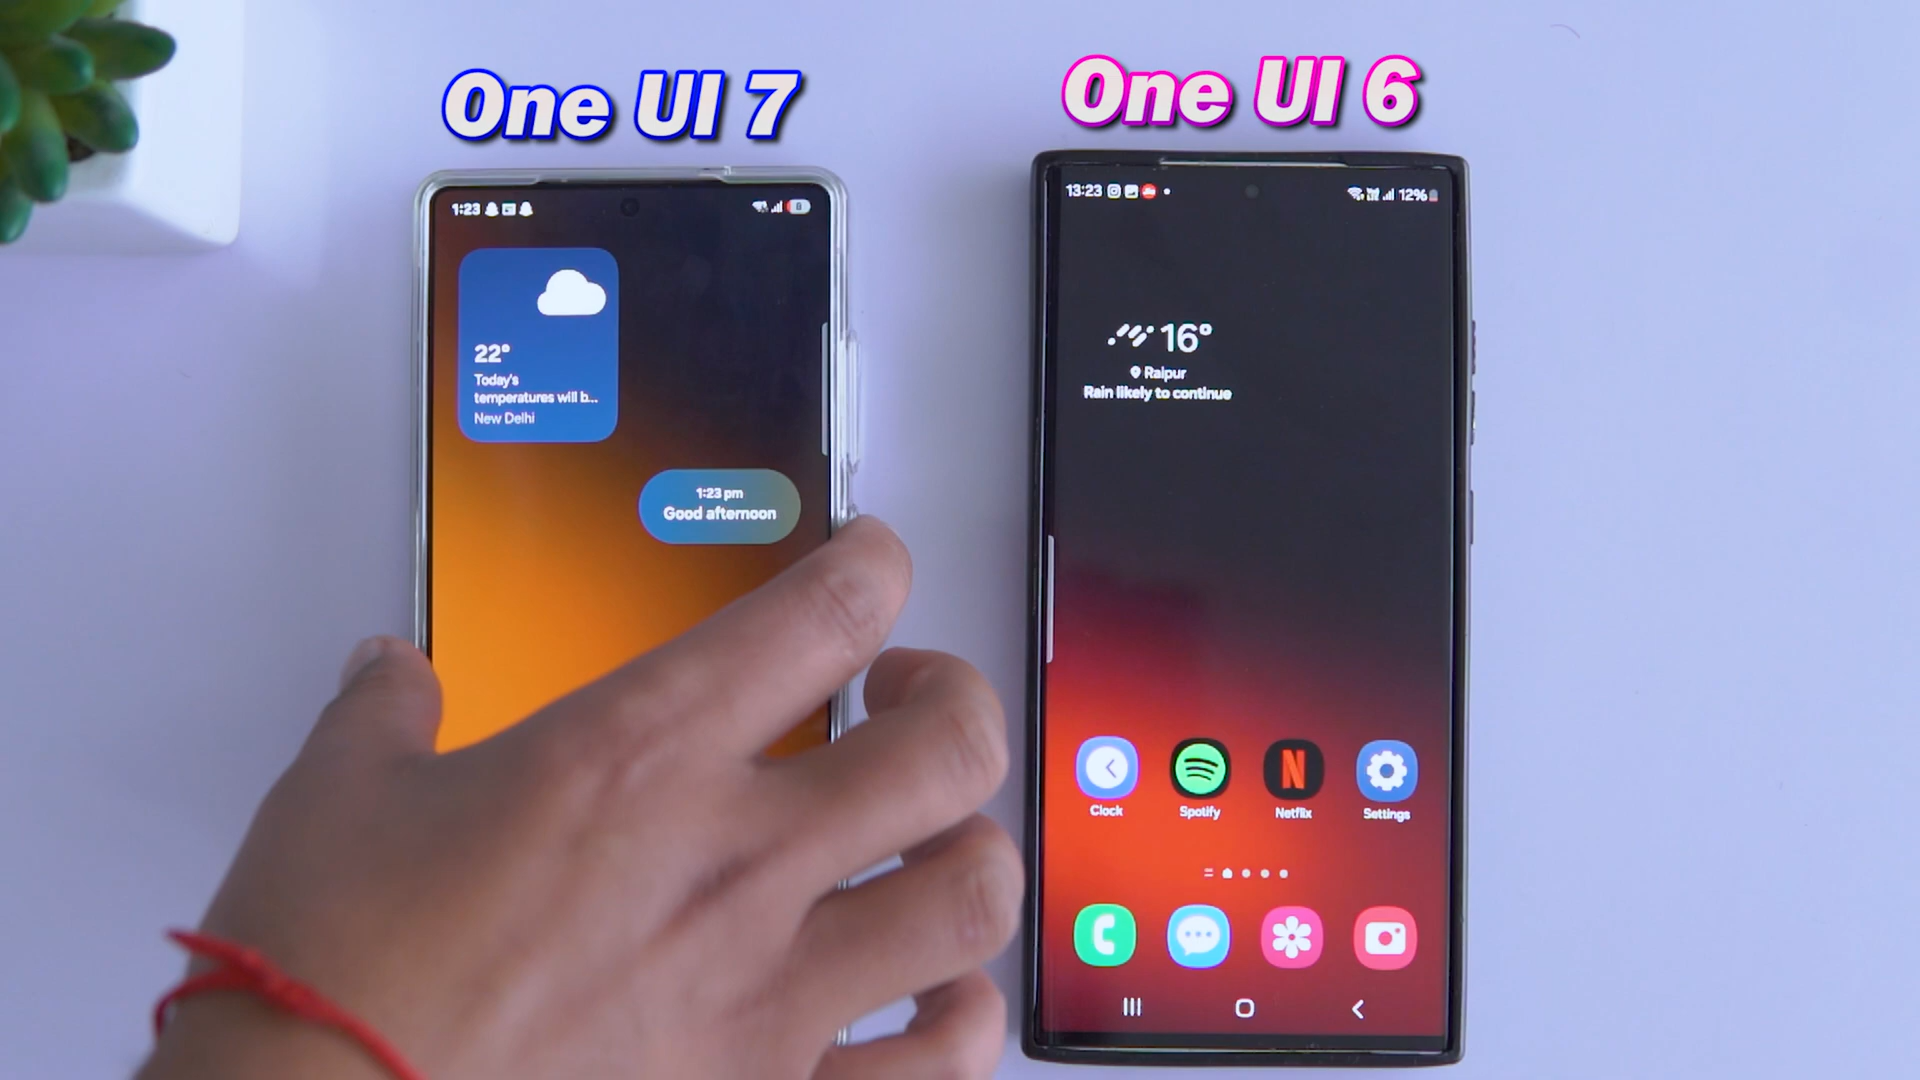 One UI 7
One UI 6
1:23
8
22°
Today's
temperatures will b...
New Delhi
1:23 pm
Good afternoon
13:23
12%
16°
Raipur
Rain likely to continue
Clock
Spotify
N
Netflix
Settings